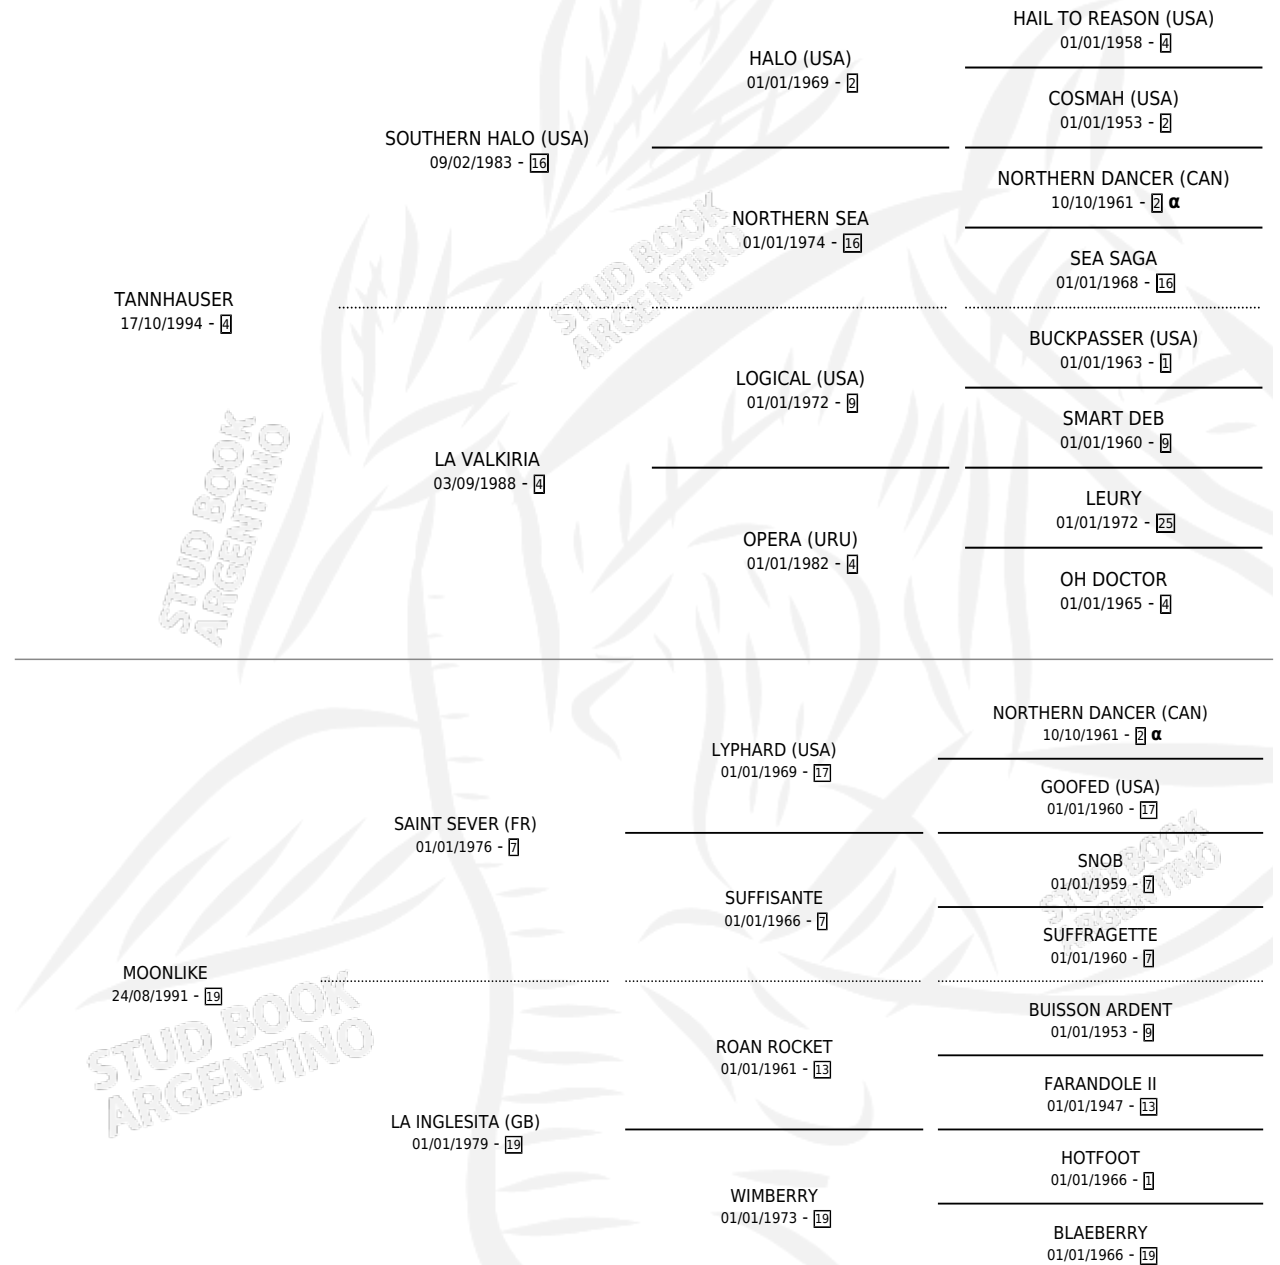 HAIL TO REASON (USA)
01/01/1958 - 4
HALO (USA)
01/01/1969 - 2
COSMAH (USA)
01/01/1953 - 2
SOUTHERN HALO (USA)
09/02/1983 - 16
NORTHERN DANCER (CAN)
10/10/1961 - 2 α
NORTHERN SEA
01/01/1974 - 16
SEA SAGA
01/01/1968 - 16
STUD BOOK
ARGENTINO
TANNHAUSER
17/10/1994 - 4
BUCKPASSER (USA)
01/01/1963 - 1
LOGICAL (USA)
01/01/1972 - 9
SMART DEB
01/01/1960 - 9
LA VALKIRIA
03/09/1988 - 4
LEURY
01/01/1972 - 25
OPERA (URU)
01/01/1982 - 4
OH DOCTOR
01/01/1965 - 4
STUD BOOK
ARGENTINO
NORTHERN DANCER (CAN)
10/10/1961 - 2 α
LYPHARD (USA)
01/01/1969 - 17
GOOFED (USA)
01/01/1960 - 17
SAINT SEVER (FR)
01/01/1976 - 7
SNOB
01/01/1959 - 7
SUFFISANTE
01/01/1966 - 7
SUFFRAGETTE
01/01/1960 - 7
STUD BOOK
ARGENTINO
MOONLIKE
24/08/1991 - 19
STUD BOOK
ARGENTINO
BUISSON ARDENT
01/01/1953 - 9
ROAN ROCKET
01/01/1961 - 13
FARANDOLE II
01/01/1947 - 13
LA INGLESITA (GB)
01/01/1979 - 19
HOTFOOT
01/01/1966 - 1
WIMBERRY
01/01/1973 - 19
BLAEBERRY
01/01/1966 - 19